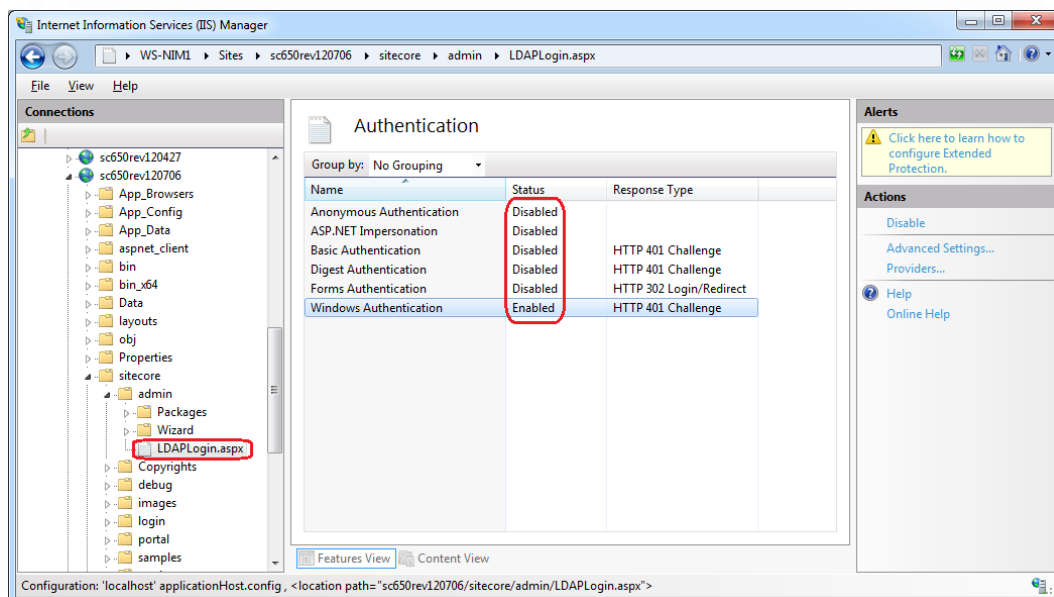 Internet Information Services (IIS) Manager
WS-NIM1 Sites sc650rev120706 sitecore admin LDAPLogin.aspx
File View Help
Connections
sc650rev120427
sc650rev120706
App_Browsers
App_Config
App_Data
aspnet_client
bin
bin_x64
Data
layouts
obj
Properties
sitecore
admin
Packages
Wizard
LDAPLogin.aspx
Copyrights
debug
images
login
portal
samples
Authentication
Group by: No Grouping
Name Status Response Type
Anonymous Authentication Disabled
ASP.NET Impersonation Disabled
Basic Authentication Disabled HTTP 401 Challenge
Digest Authentication Disabled HTTP 401 Challenge
Forms Authentication Disabled HTTP 302 Login/Redirect
Windows Authentication Enabled HTTP 401 Challenge
Features View Content View
Alerts
Click here to learn how to
configure Extended
Protection.
Actions
Disable
Advanced Settings...
Providers...
Help
Online Help
Configuration: 'localhost' applicationHost.config , <location path="sc650rev120706/sitecore/admin/LDAPLogin.aspx">